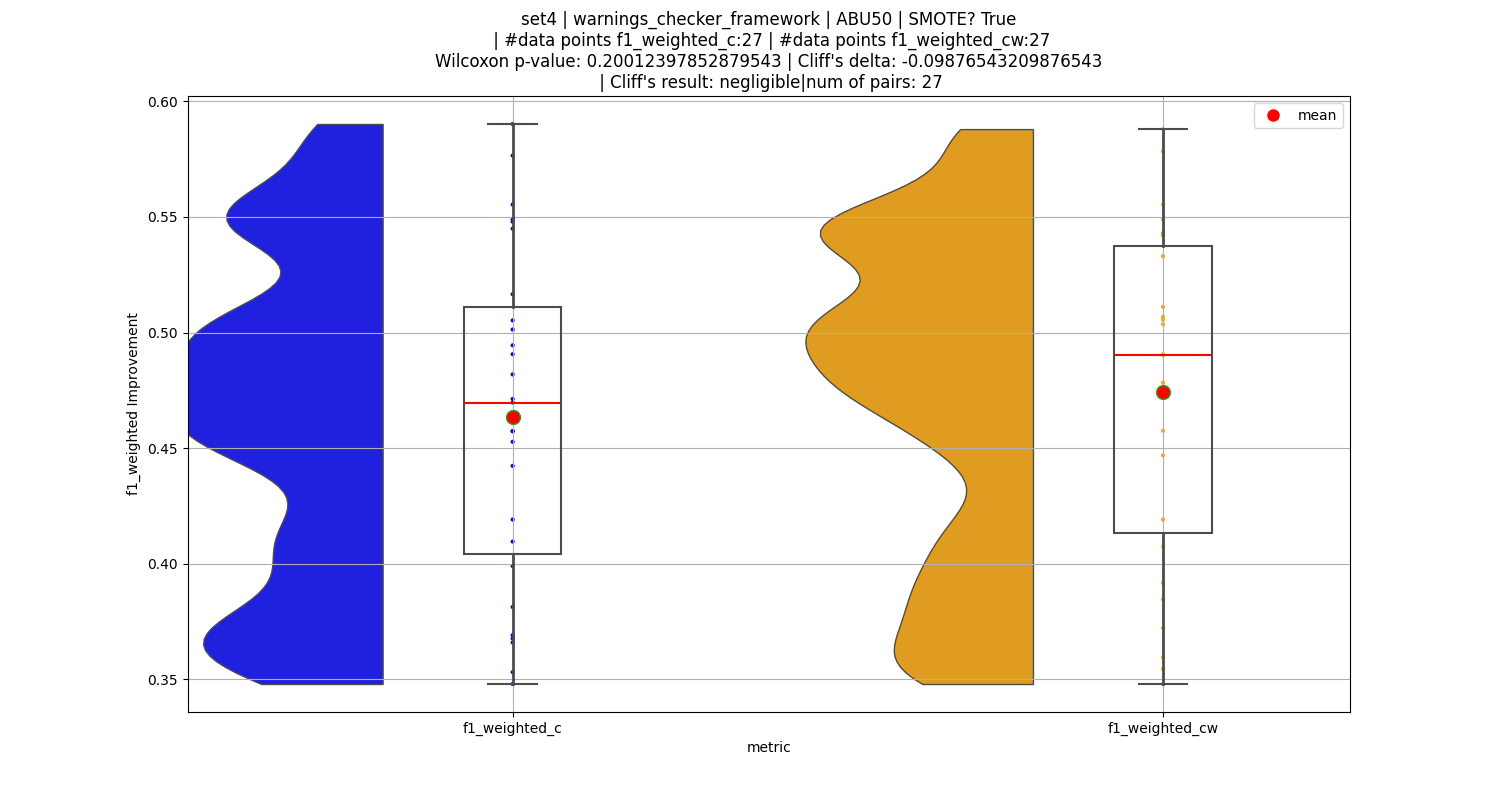 set4 | warnings_checker_framework | ABU50 | SMOTE? True
| #data points f1_weighted_c:27 | #data points f1_weighted_cw:27
Wilcoxon p-value: 0.20012397852879543 | Cliff's delta: -0.09876543209876543
| Cliff's result: negligible|num of pairs: 27
mean
0.60
0.55
0.50
0.45
0.40
0.35
f1_weighted Improvement
f1_weighted_c
f1_weighted_cw
metric